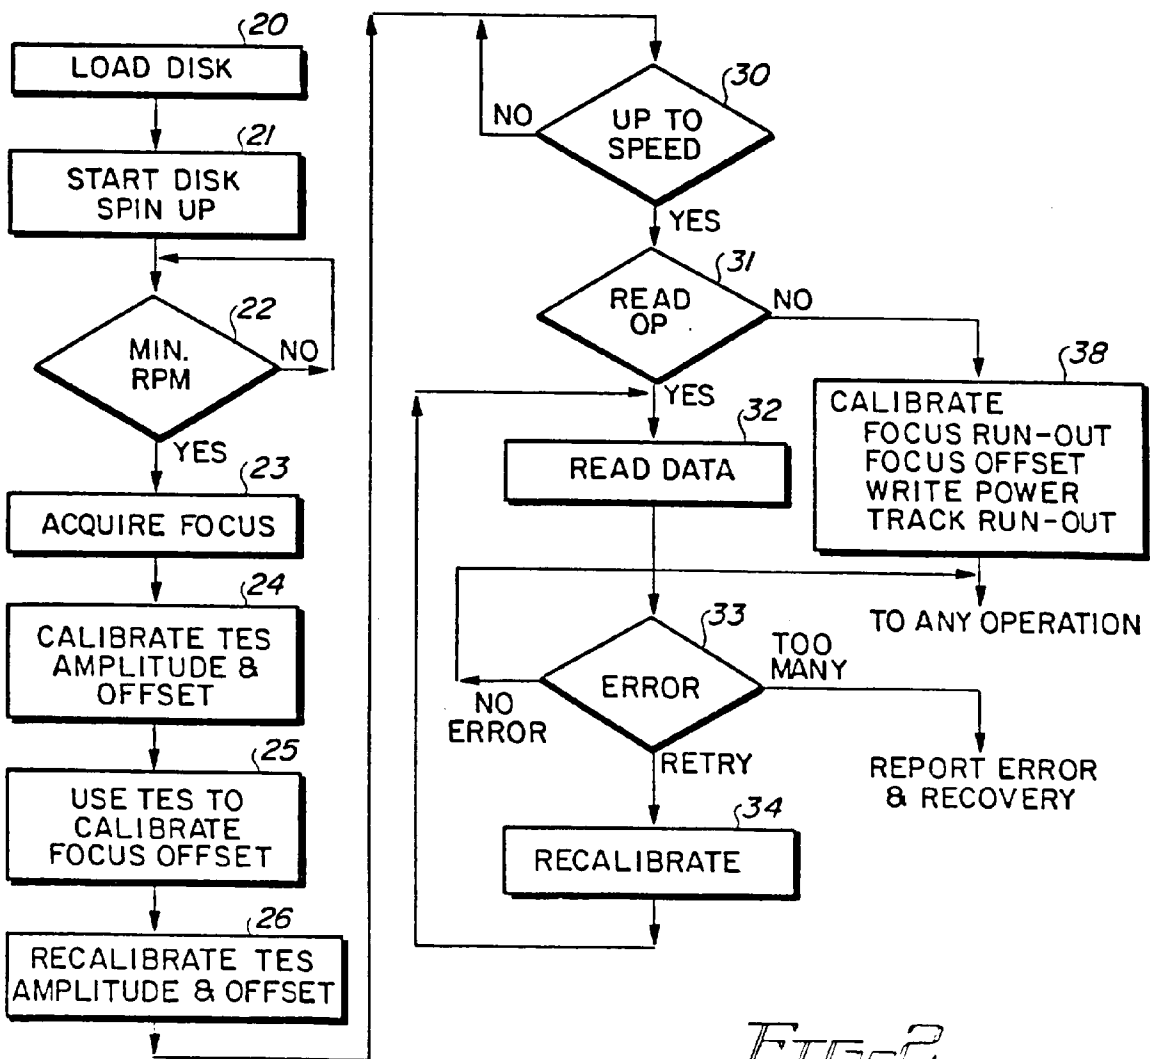 20
LOAD DISK
21
START DISK
SPIN UP
22
MIN.
RPM
NO
YES
23
ACQUIRE FOCUS
24
CALIBRATE TES
AMPLITUDE &
OFFSET
25
USE TES TO
CALIBRATE
FOCUS OFFSET
26
RECALIBRATE TES
AMPLITUDE & OFFSET
30
UP TO
SPEED
NO
YES
31
READ
OP
NO
YES
32
READ DATA
38
CALIBRATE
FOCUS RUN-OUT
FOCUS OFFSET
WRITE POWER
TRACK RUN-OUT
TO ANY OPERATION
33
ERROR
NO
ERROR
TOO
MANY
RETRY
REPORT ERROR
& RECOVERY
34
RECALIBRATE
FIG-2